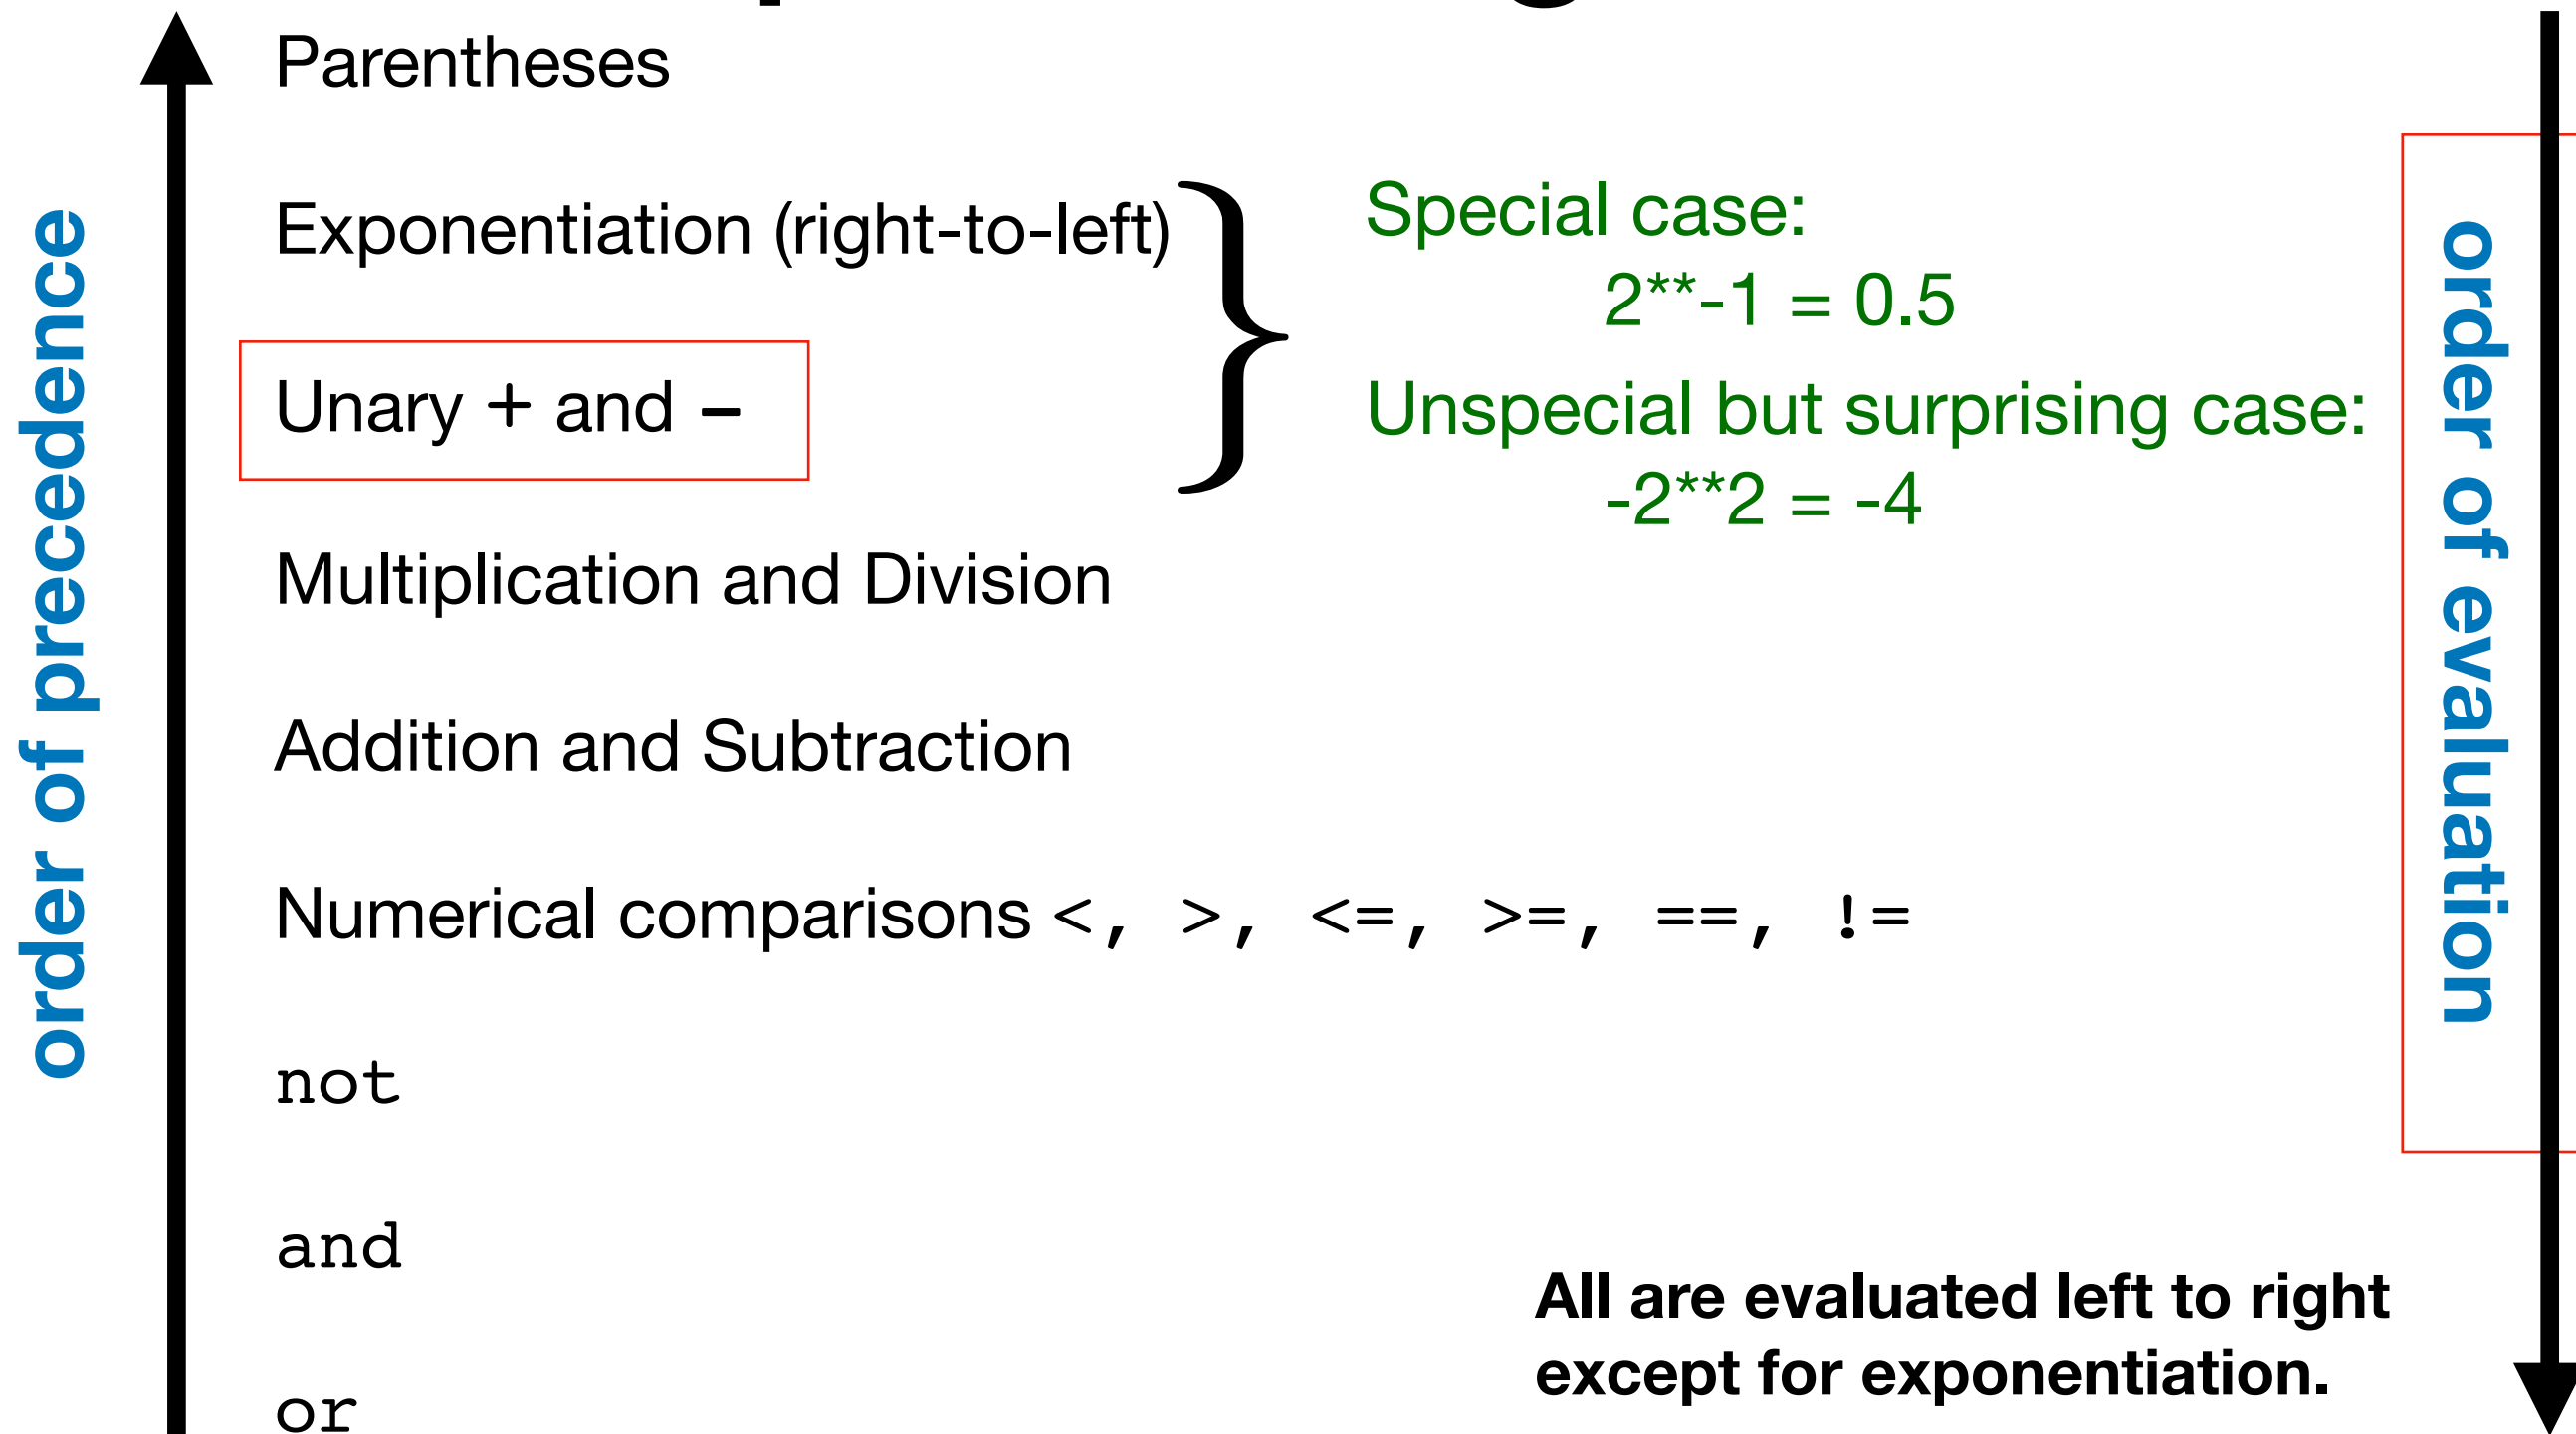 Parentheses
Exponentiation (right-to-left)
Unary + and -
Multiplication and Division
Addition and Subtraction
Numerical comparisons <, >, <=, >=, ==, !=
not
and
or
Special case:
2**-1 = 0.5
Unspecial but surprising case:
-2**2 = -4
All are evaluated left to right
except for exponentiation.
order of precedence
order of evaluation